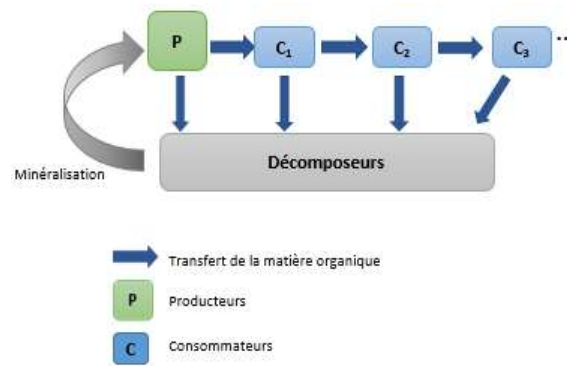 P C₁ C₂ C₃ ...
Décomposeurs
Minéralisation
Transfert de la matière organique
P Producteurs
C Consommateurs